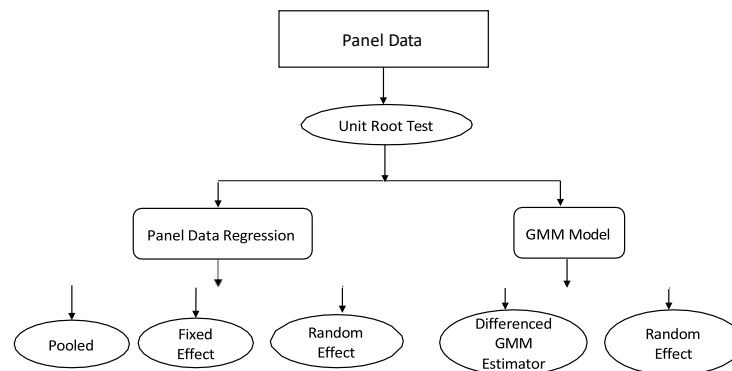 Panel Data
Unit Root Test
Panel Data Regression
GMM Model
Pooled
Fixed
Effect
Random
Effect
Differenced
GMM
Estimator
Random
Effect